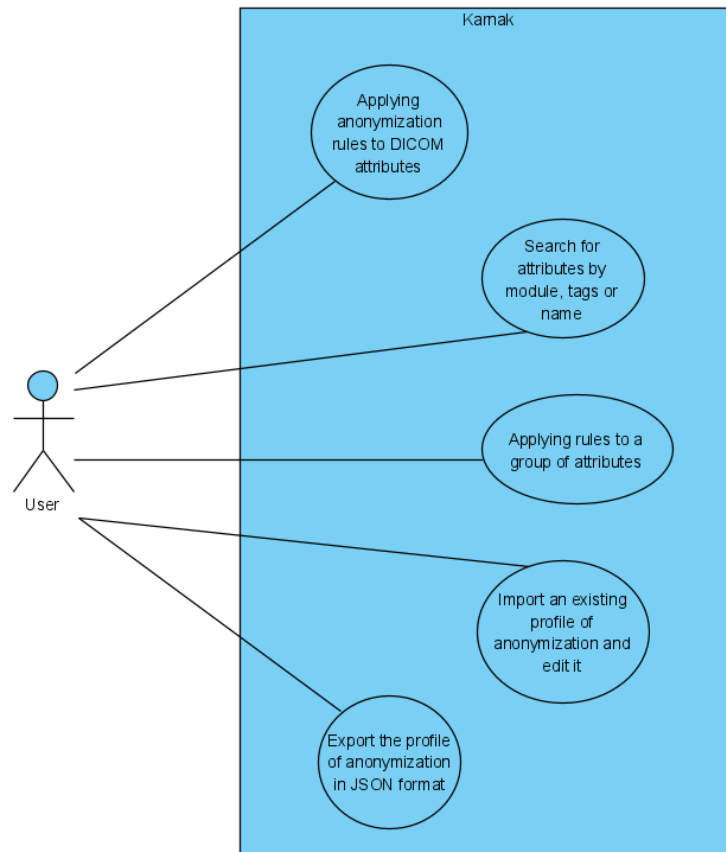 Karnak
Applying
anonymization
rules to DICOM
attributes
Search for
attributes by
module, tags or
name
Applying rules to a
group of attributes
User
Import an existing
profile of
anonymization and
edit it
Export the profile
of anonymization
in JSON format